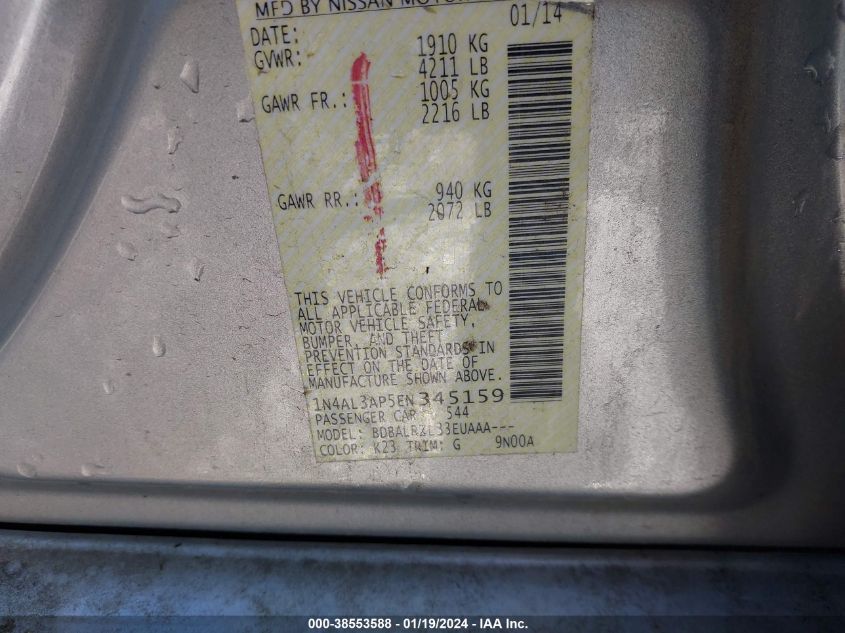 MFD BY NISSAN MOTOR
DATE: 01/14
GVWR: 1910 KG
4211 LB
GAWR FR.: 1005 KG
2216 LB
GAWR RR.: 940 KG
2072 LB
THIS VEHICLE CONFORMS TO
ALL APPLICABLE FEDERAL
MOTOR VEHICLE SAFETY,
BUMPER, AND THEFT
PREVENTION STANDARDS IN
EFFECT ON THE DATE OF
MANUFACTURE SHOWN ABOVE.
1N4AL3AP5EN345159
PASSENGER CAR 544
MODEL: BDBALRZL33EUAAA---
COLOR: K23 TRIM: G 9N00A
000-38553588 - 01/19/2024 - IAA Inc.